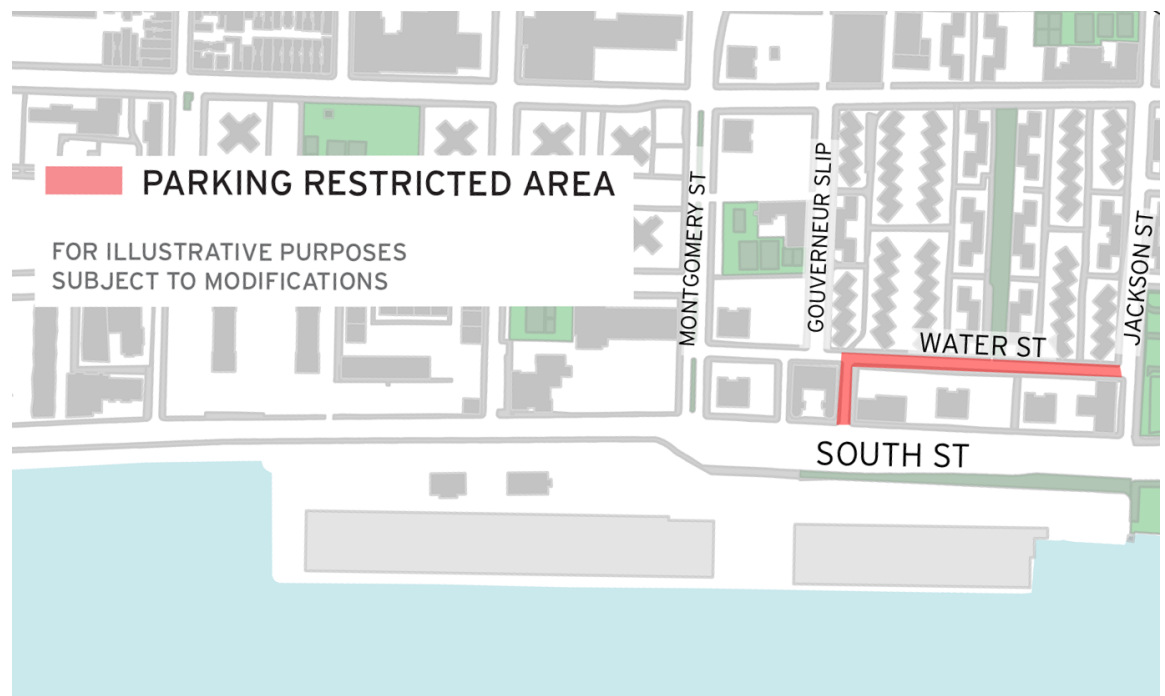 PARKING RESTRICTED AREA
FOR ILLUSTRATIVE PURPOSES
SUBJECT TO MODIFICATIONS
MONTGOMERY ST
GOUVERNEUR SLIP
JACKSON ST
WATER ST
SOUTH ST